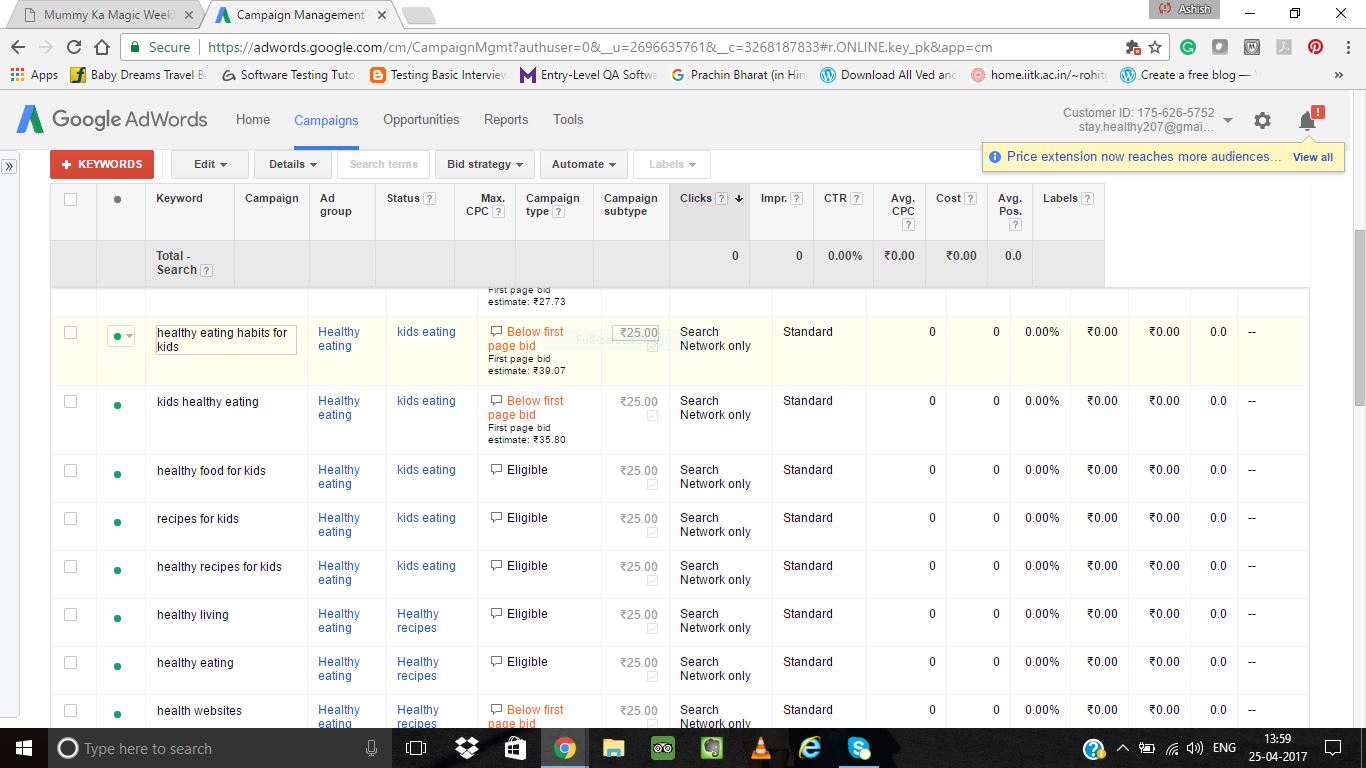 Mummy Ka Magic Week
Campaign Management
Ashish
Secure
https://adwords.google.com/cm/CampaignMgmt?authuser=0&__u=2696635761&__c=3268187833#r.ONLINE.key_pk&app=cm
Apps
Baby Dreams Travel B
Software Testing Tuto
Testing Basic Interview
Entry-Level QA Softwa
Prachin Bharat (in Hin
Download All Ved and
home.iitk.ac.in/~rohit
Create a free blog —
»
Google AdWords
Home
Campaigns
Opportunities
Reports
Tools
Customer ID: 175-626-5752
stay.healthy207@gmai...
!
Price extension now reaches more audiences... View all
»
+ KEYWORDS
Edit
Details
Search terms
Bid strategy
Automate
Labels
Keyword
Campaign
Ad group
Status ?
Max. CPC ?
Campaign type ?
Campaign subtype
Clicks ?
Impr. ?
CTR ?
Avg. CPC ?
Cost ?
Avg. Pos. ?
Labels ?
Total - Search ?
0
0
0.00%
₹0.00
₹0.00
0.0
First page bid
estimate: ₹27.73
healthy eating habits for
kids
Healthy
eating
kids eating
Below first
page bid
First page bid
estimate: ₹39.07
₹25.00
Search
Network only
Standard
0
0
0.00%
₹0.00
₹0.00
0.0
--
kids healthy eating
Healthy
eating
kids eating
Below first
page bid
First page bid
estimate: ₹35.80
₹25.00
Search
Network only
Standard
0
0
0.00%
₹0.00
₹0.00
0.0
--
healthy food for kids
Healthy
eating
kids eating
Eligible
₹25.00
Search
Network only
Standard
0
0
0.00%
₹0.00
₹0.00
0.0
--
recipes for kids
Healthy
eating
kids eating
Eligible
₹25.00
Search
Network only
Standard
0
0
0.00%
₹0.00
₹0.00
0.0
--
healthy recipes for kids
Healthy
eating
kids eating
Eligible
₹25.00
Search
Network only
Standard
0
0
0.00%
₹0.00
₹0.00
0.0
--
healthy living
Healthy
eating
Healthy
recipes
Eligible
₹25.00
Search
Network only
Standard
0
0
0.00%
₹0.00
₹0.00
0.0
--
healthy eating
Healthy
eating
Healthy
recipes
Eligible
₹25.00
Search
Network only
Standard
0
0
0.00%
₹0.00
₹0.00
0.0
--
health websites
Healthy
eating
Healthy
recipes
Below first
page bid
₹25.00
Search
Network only
Standard
0
0
0.00%
₹0.00
₹0.00
0.0
--
Type here to search
ENG
13:59
25-04-2017